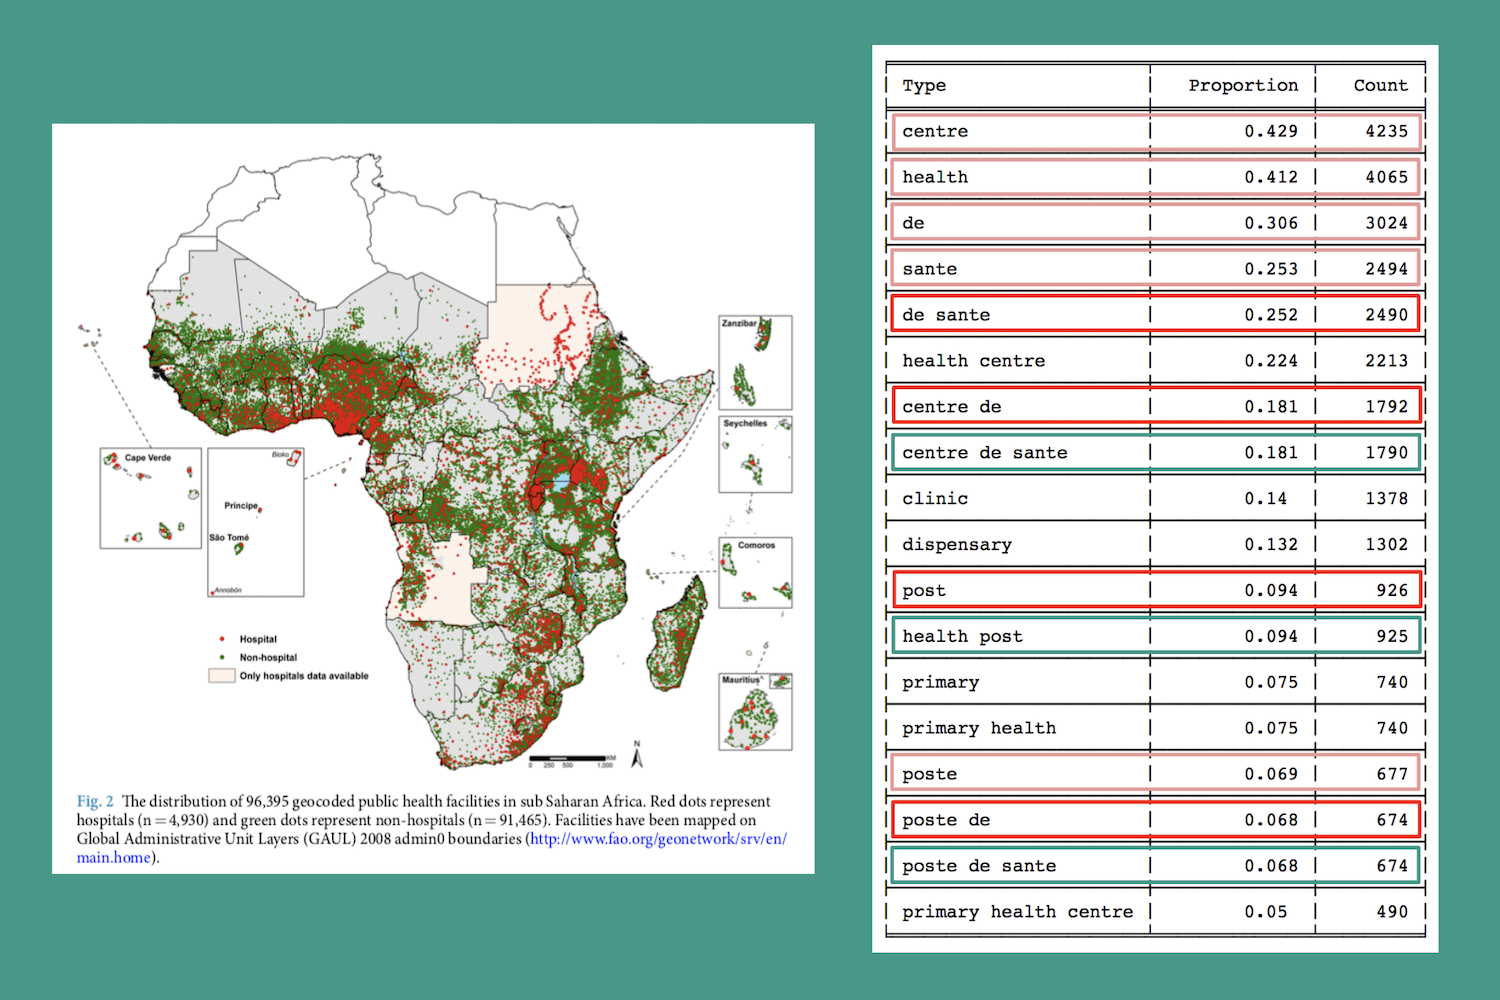 Zanzibar
Seychelles
Cape Verde
Bioko
Príncipe
São Tomé
Annobón
Comoros
Mauritius
Hospital
Non-hospital
Only hospitals data available
N
KM
0 250 500 1,000
Fig. 2 The distribution of 96,395 geocoded public health facilities in sub Saharan Africa. Red dots represent
hospitals (n = 4,930) and green dots represent non-hospitals (n = 91,465). Facilities have been mapped on
Global Administrative Unit Layers (GAUL) 2008 admin0 boundaries (http://www.fao.org/geonetwork/srv/en/
main.home).
Type Proportion Count
centre 0.429 4235
health 0.412 4065
de 0.306 3024
sante 0.253 2494
de sante 0.252 2490
health centre 0.224 2213
centre de 0.181 1792
centre de sante 0.181 1790
clinic 0.14 1378
dispensary 0.132 1302
post 0.094 926
health post 0.094 925
primary 0.075 740
primary health 0.075 740
poste 0.069 677
poste de 0.068 674
poste de sante 0.068 674
primary health centre 0.05 490